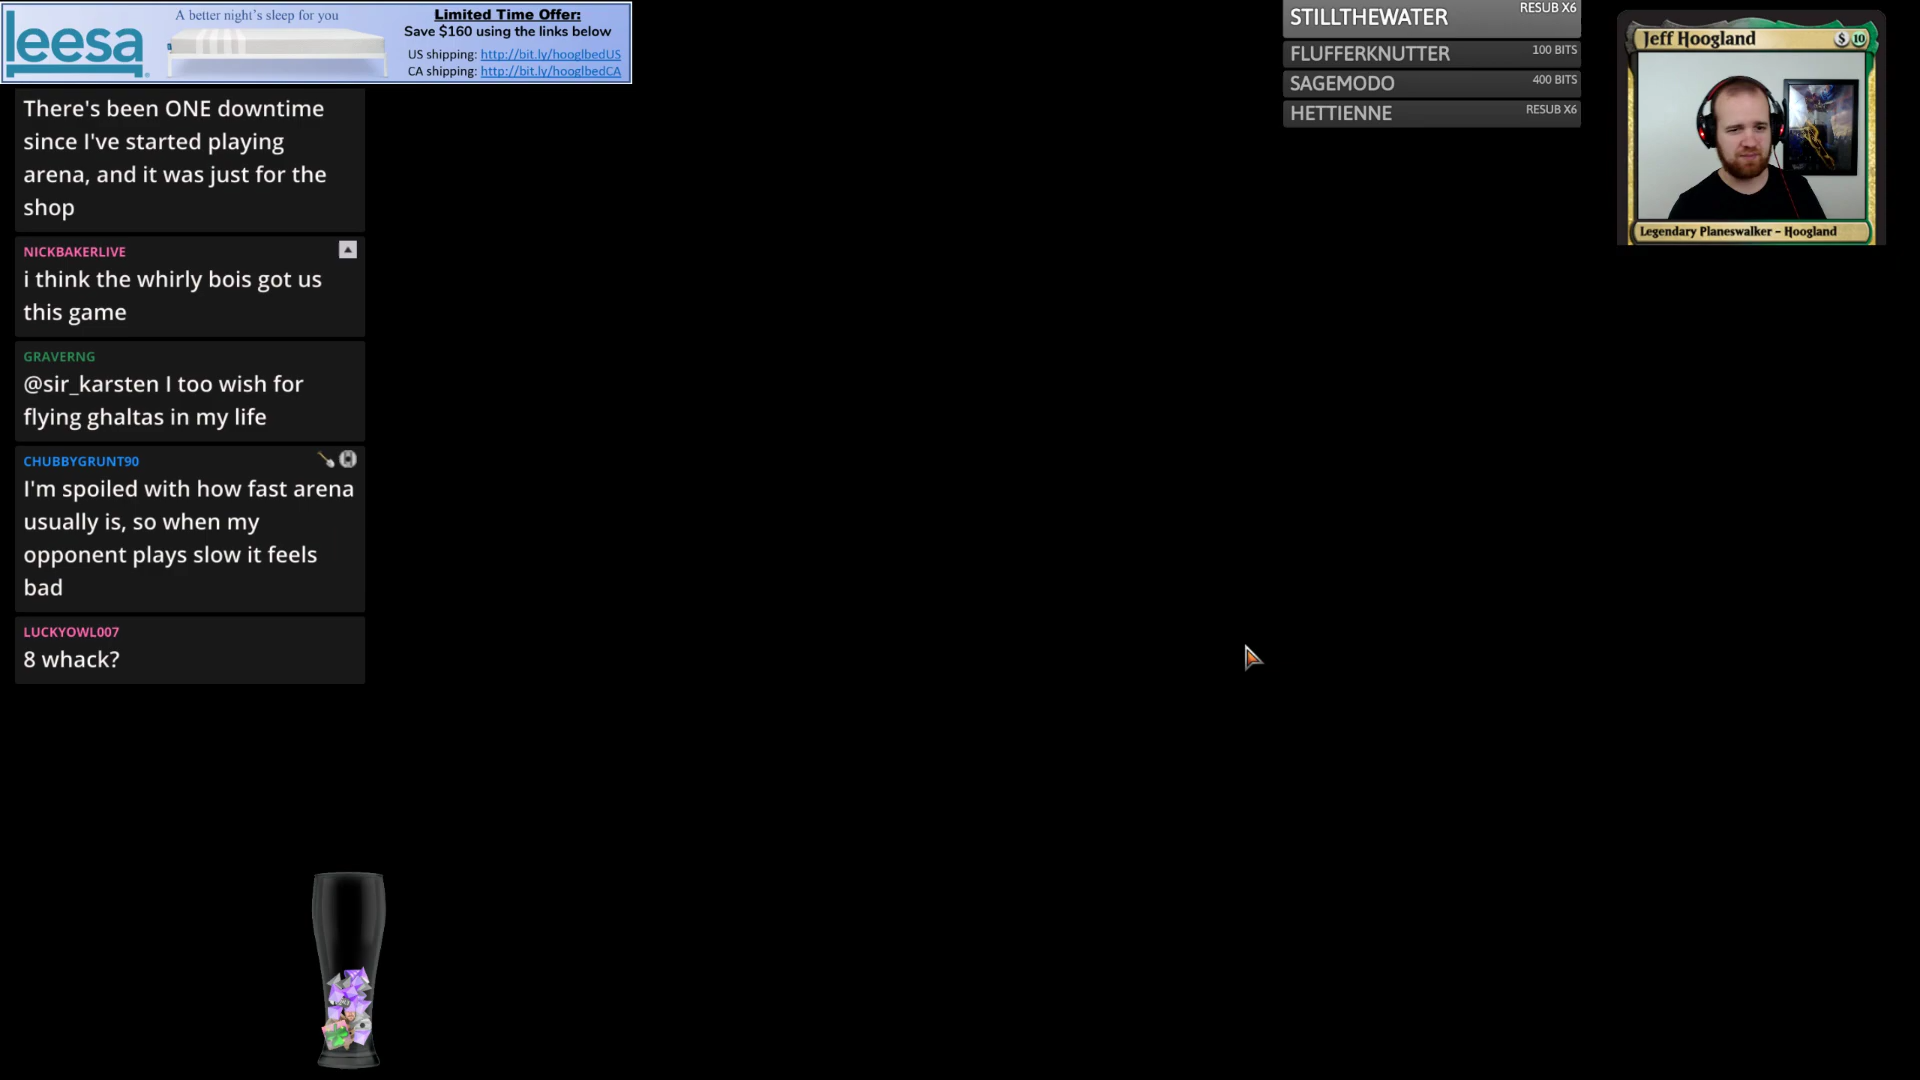 leesa
A better night's sleep for you
Limited Time Offer:
Save $160 using the links below
US shipping: http://bit.ly/hooglbedUS
CA shipping: http://bit.ly/hooglbedCA
There's been ONE downtime
since I've started playing
arena, and it was just for the
shop
NICKBAKERLIVE
i think the whirly bois got us
this game
GRAVERNG
@sir_karsten I too wish for
flying ghaltas in my life
CHUBBYGRUNT90
I'm spoiled with how fast arena
usually is, so when my
opponent plays slow it feels
bad
LUCKYOWL007
8 whack?
STILLTHEWATER RESUB X6
FLUFFERKNUTTER 100 BITS
SAGEMODO 400 BITS
HETTIENNE RESUB X6
Jeff Hoogland $ 10
Legendary Planeswalker – Hoogland